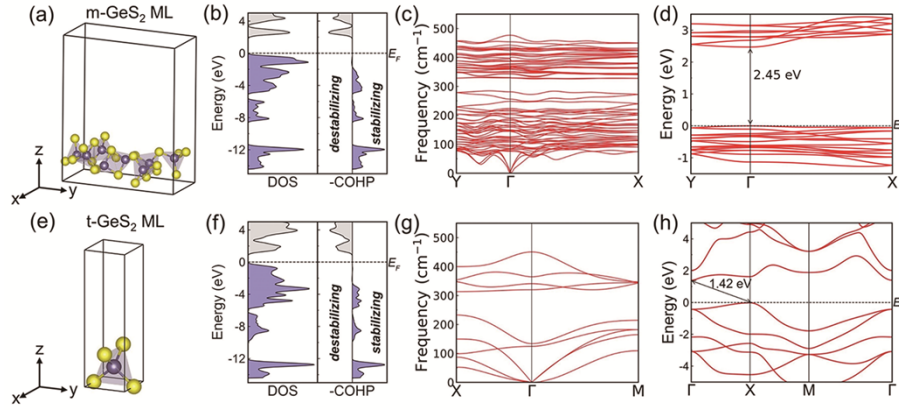 (a) m-GeS₂ ML
z
x y
(b)
Energy (eV)
4
0
-4
-8
-12
E_F
destabilizing
stabilizing
DOS -COHP
(c)
Frequency (cm⁻¹)
500
400
300
200
100
0
Y Γ X
(d)
Energy (eV)
3
2
1
0
-1
2.45 eV
E
Y Γ X
(e) t-GeS₂ ML
z
x y
(f)
Energy (eV)
4
0
-4
-8
-12
E_F
destabilizing
stabilizing
DOS -COHP
(g)
Frequency (cm⁻¹)
500
400
300
200
100
0
X Γ M
(h)
Energy (eV)
4
2
0
-2
-4
1.42 eV
E
Γ X M Γ